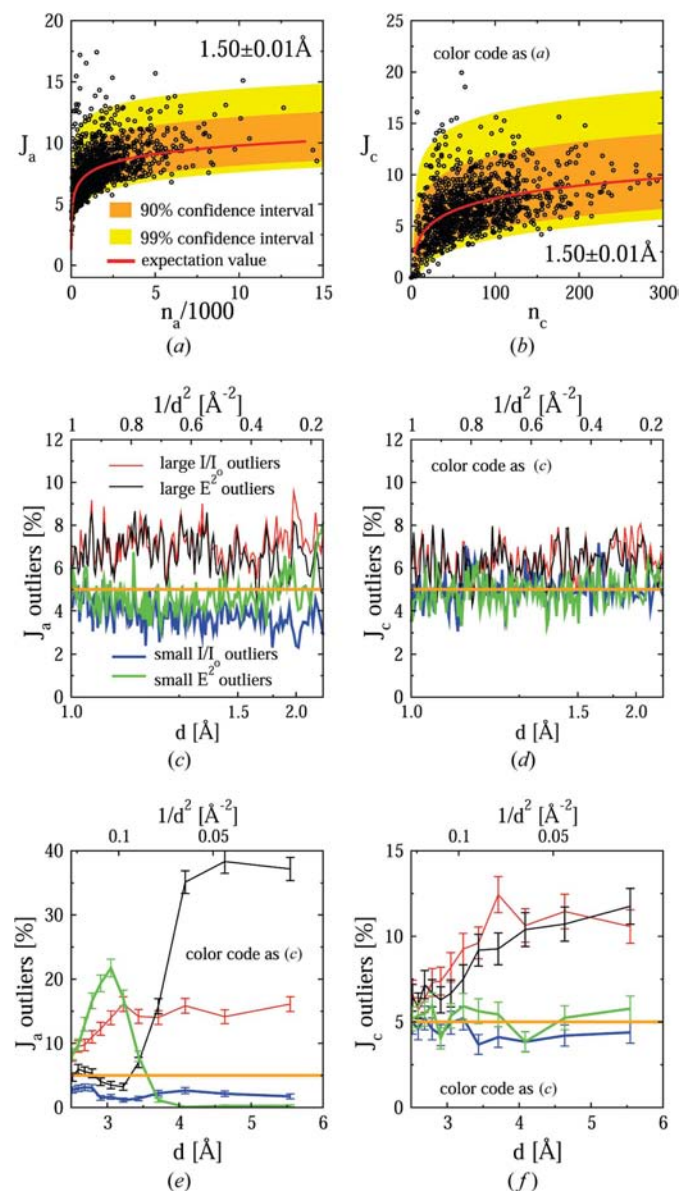 20
15
10
5
0
J_a
1.50±0.01Å
90% confidence interval
99% confidence interval
expectation value
0 5 10 15
n_a/1000
(a)
25
20
15
10
5
0
J_c
color code as (a)
1.50±0.01Å
0 100 200 300
n_c
(b)
1/d² [Å⁻²]
1 0.8 0.6 0.4 0.2
12
10
8
6
4
2
0
J_a outliers [%]
large I/I_o outliers
large E² outliers
small I/I_o outliers
small E² outliers
1.0 1.5 2.0
d [Å]
(c)
1/d² [Å⁻²]
1 0.8 0.6 0.4 0.2
12
10
8
6
4
2
0
J_c outliers [%]
color code as (c)
1.0 1.5 2.0
d [Å]
(d)
1/d² [Å⁻²]
0.1 0.05
40
30
20
10
0
J_a outliers [%]
color code as (c)
3 4 5 6
d [Å]
(e)
1/d² [Å⁻²]
0.1 0.05
15
10
5
0
J_c outliers [%]
color code as (c)
3 4 5 6
d [Å]
(f)